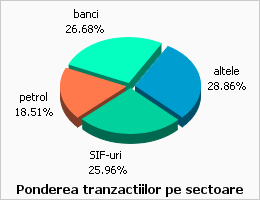 banci
26.68%
altele
28.86%
petrol
18.51%
SIF-uri
25.96%
Ponderea tranzactiilor pe sectoare